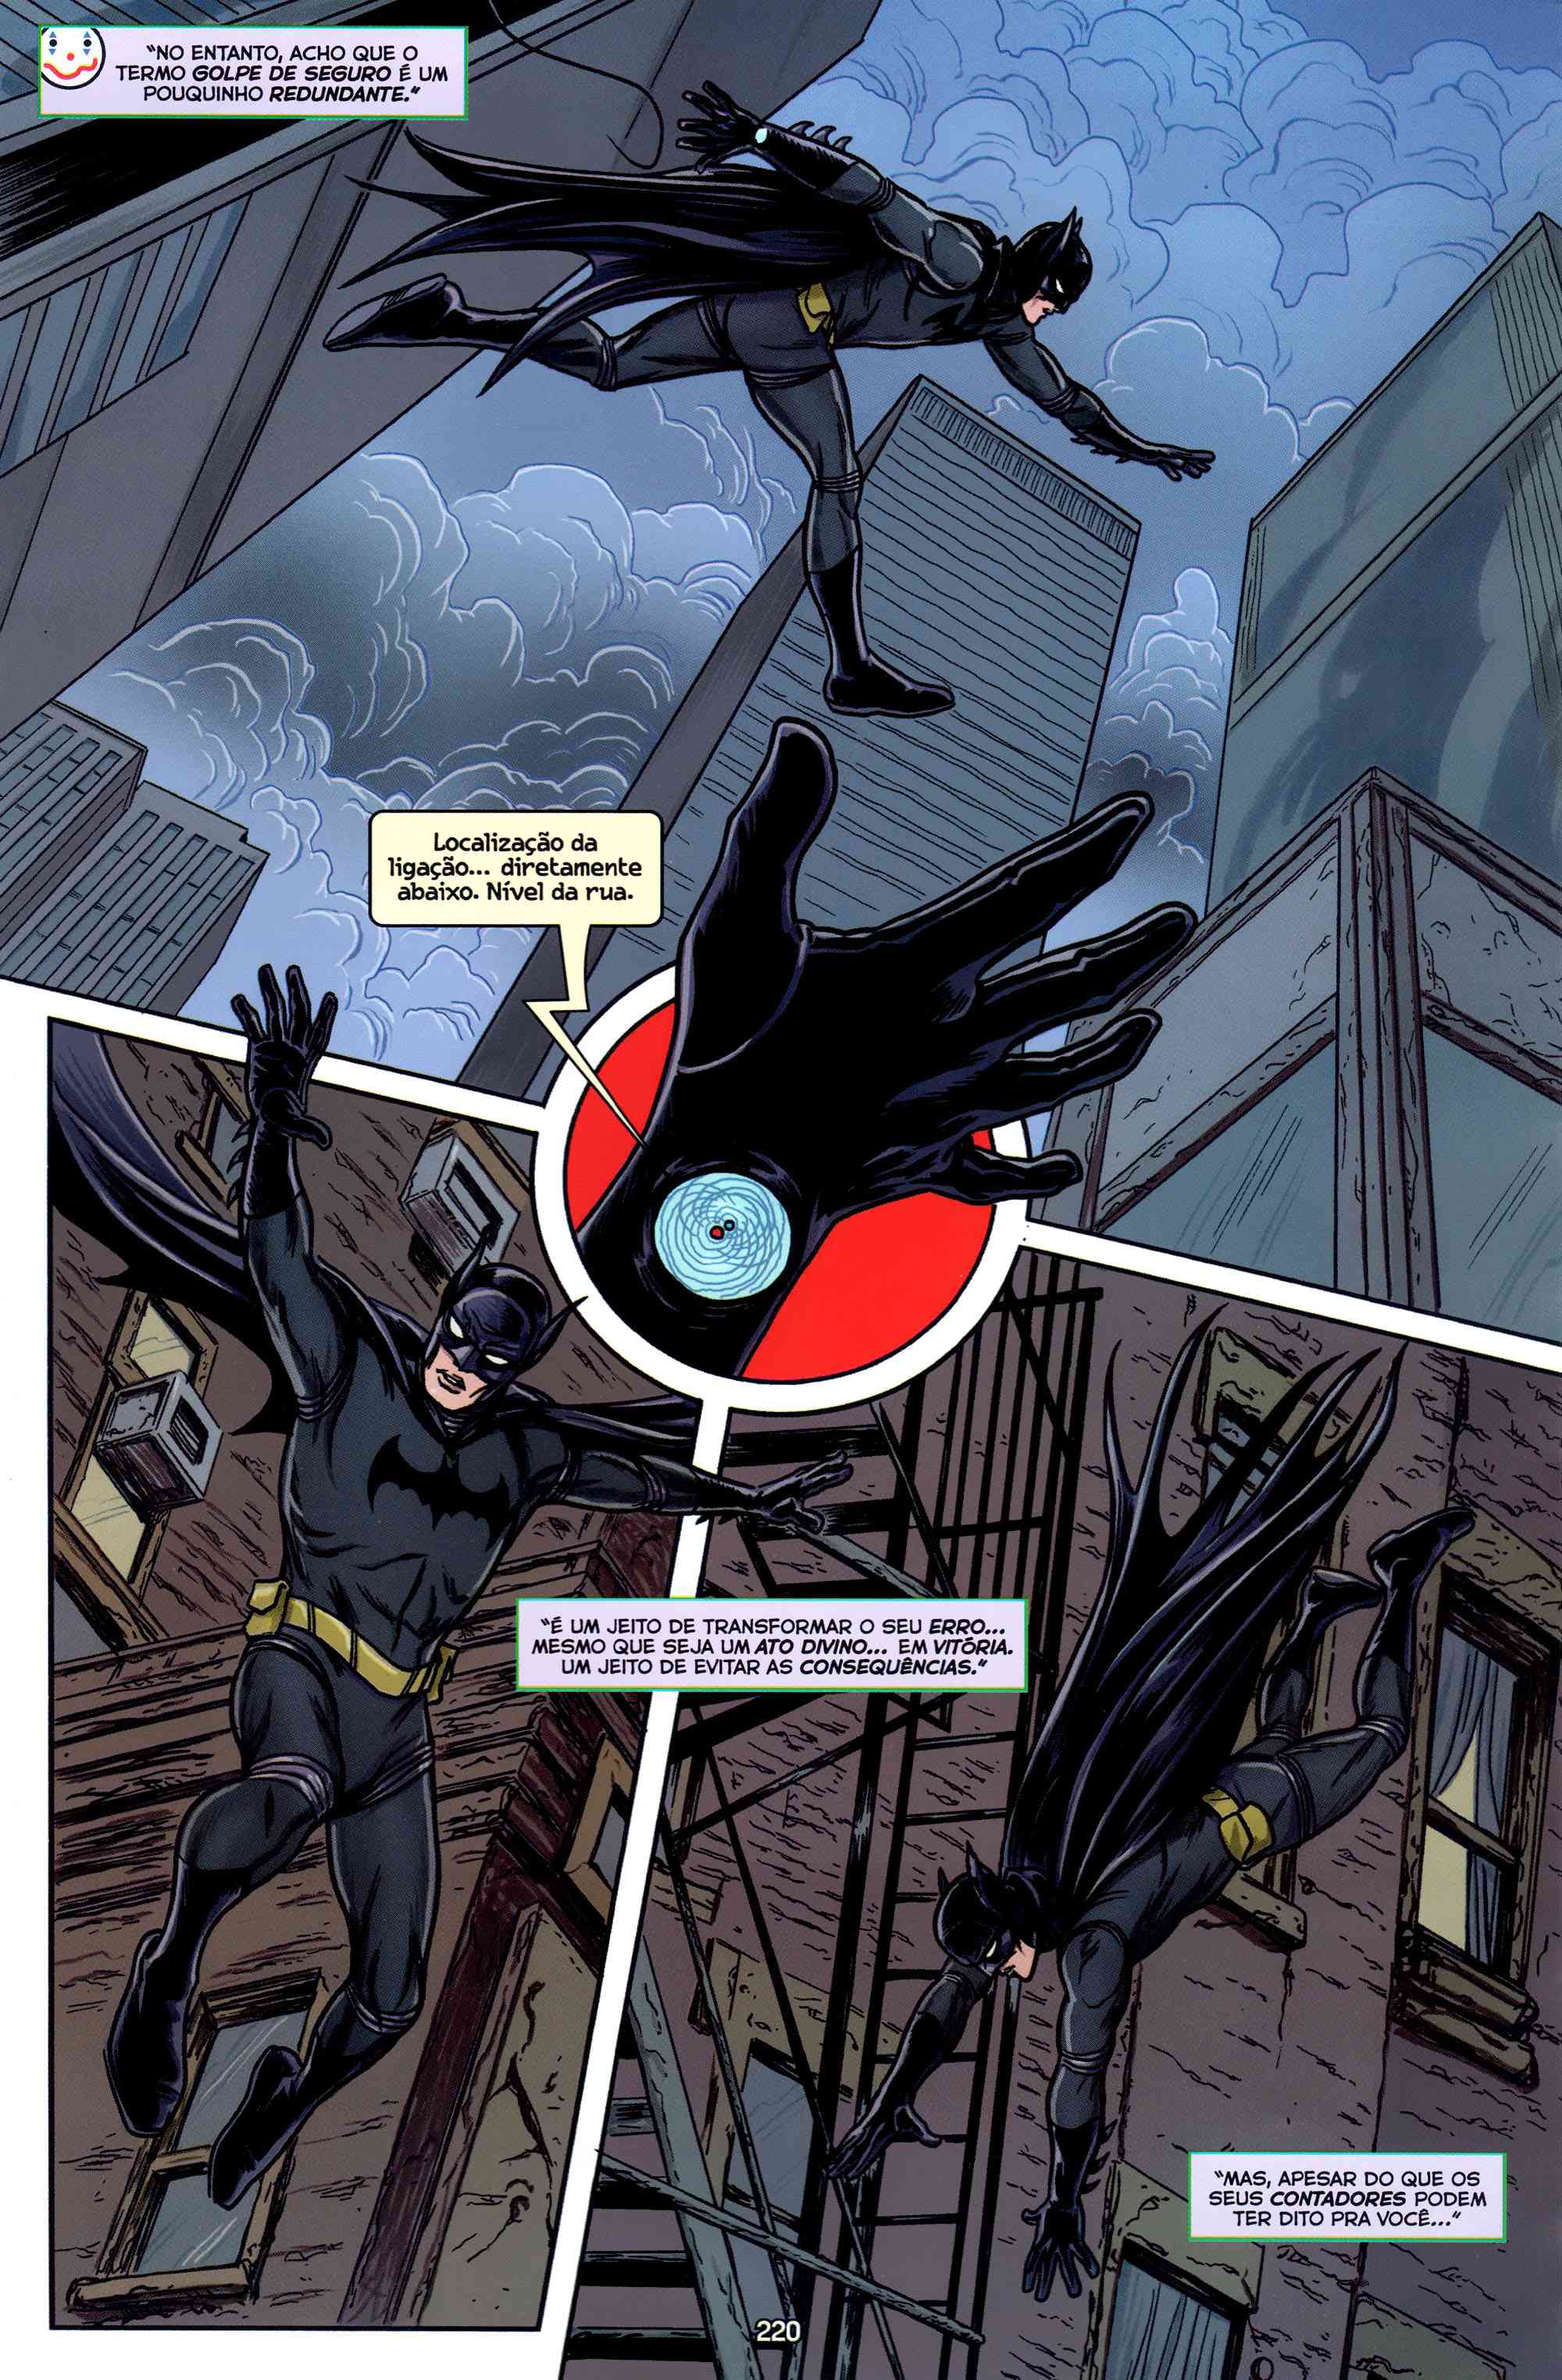 "NO ENTANTO, ACHO QUE O
TERMO GOLPE DE SEGURO É UM
POUQUINHO REDUNDANTE."
Localização da
ligação... diretamente
abaixo. Nível da rua.
"É UM JEITO DE TRANSFORMAR O SEU ERRO...
MESMO QUE SEJA UM ATO DIVINO... EM VITÓRIA.
UM JEITO DE EVITAR AS CONSEQUÊNCIAS."
"MAS, APESAR DO QUE OS
SEUS CONTADORES PODEM
TER DITO PRA VOCÊ..."
220